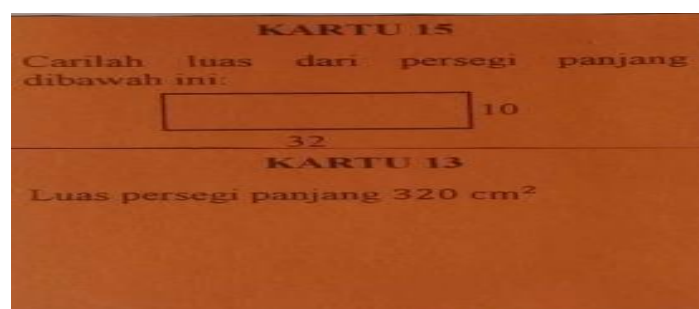 KARTU 15
Carilah luas dari persegi panjang
dibawah ini:
10
32
KARTU 13
Luas persegi panjang 320 cm²